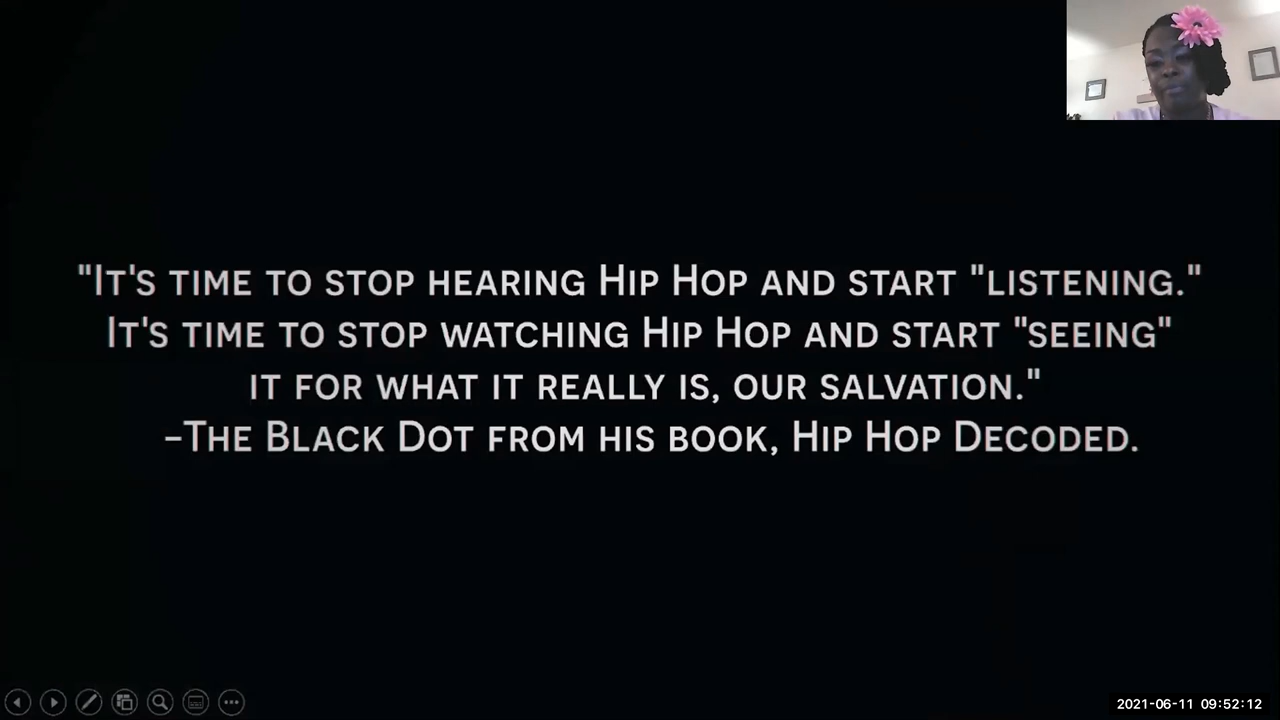 "It's time to stop hearing Hip Hop and start "listening."
It's time to stop watching Hip Hop and start "seeing"
it for what it really is, our salvation."
–The Black Dot from his book, Hip Hop Decoded.
2021-06-11 09:52:12